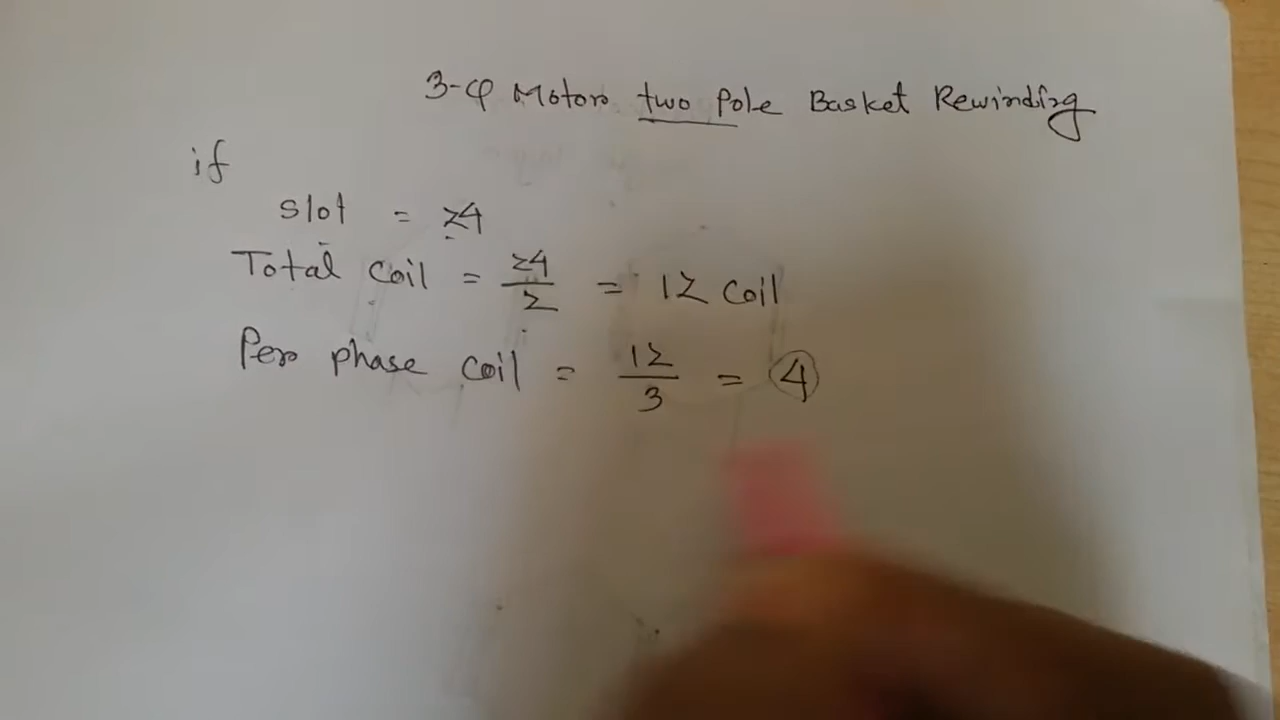 3-φ Motors two Pole Basket Rewinding
if
slot = 24
Total coil = 24/2 = 12 coil
Per phase coil = 12/3 = 4